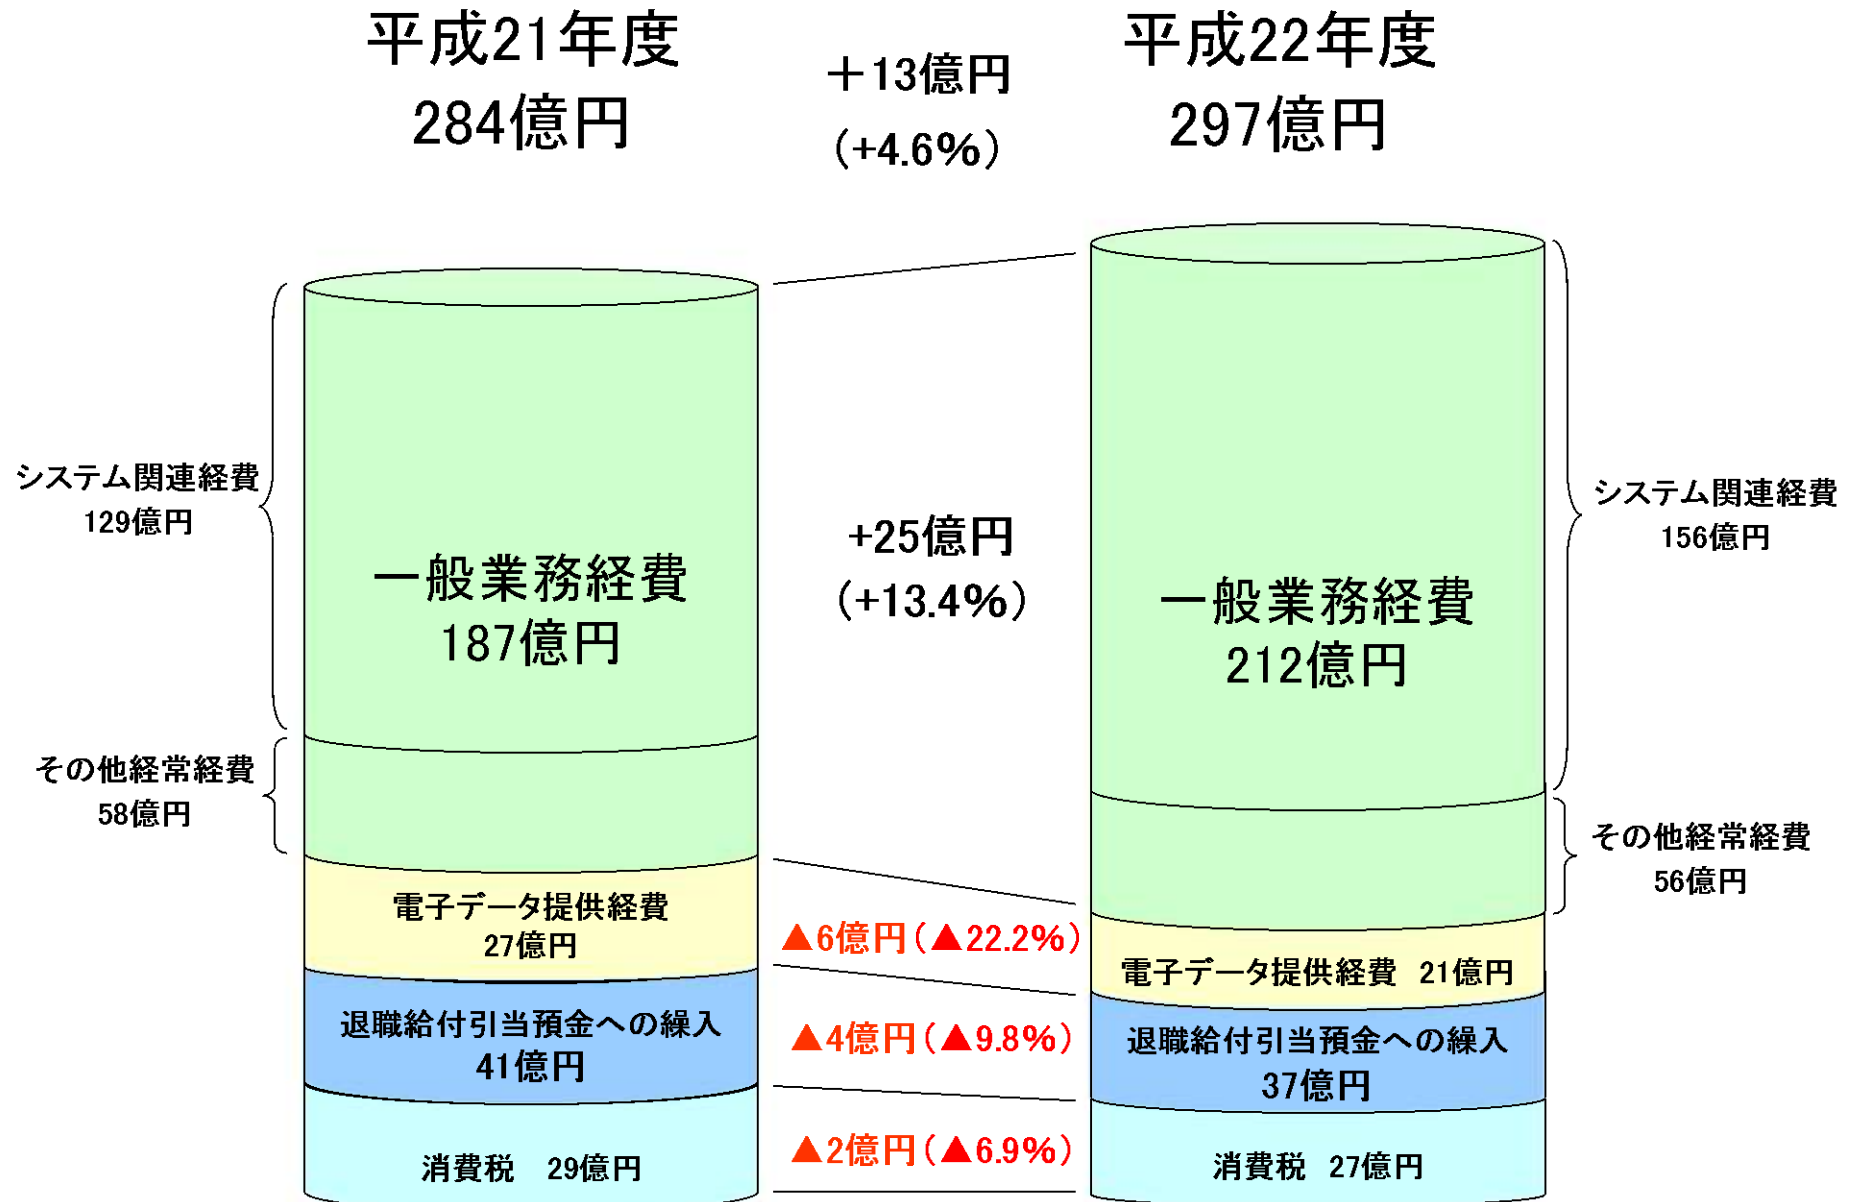 平成21年度
284億円
＋13億円
（+4.6%）
平成22年度
297億円
システム関連経費
129億円
一般業務経費
187億円
その他経常経費
58億円
電子データ提供経費
27億円
退職給付引当預金への繰入
41億円
消費税　29億円
+25億円
（+13.4%）
▲6億円（▲22.2%）
▲4億円（▲9.8%）
▲2億円（▲6.9%）
一般業務経費
212億円
電子データ提供経費　21億円
退職給付引当預金への繰入
37億円
消費税　27億円
システム関連経費
156億円
その他経常経費
56億円